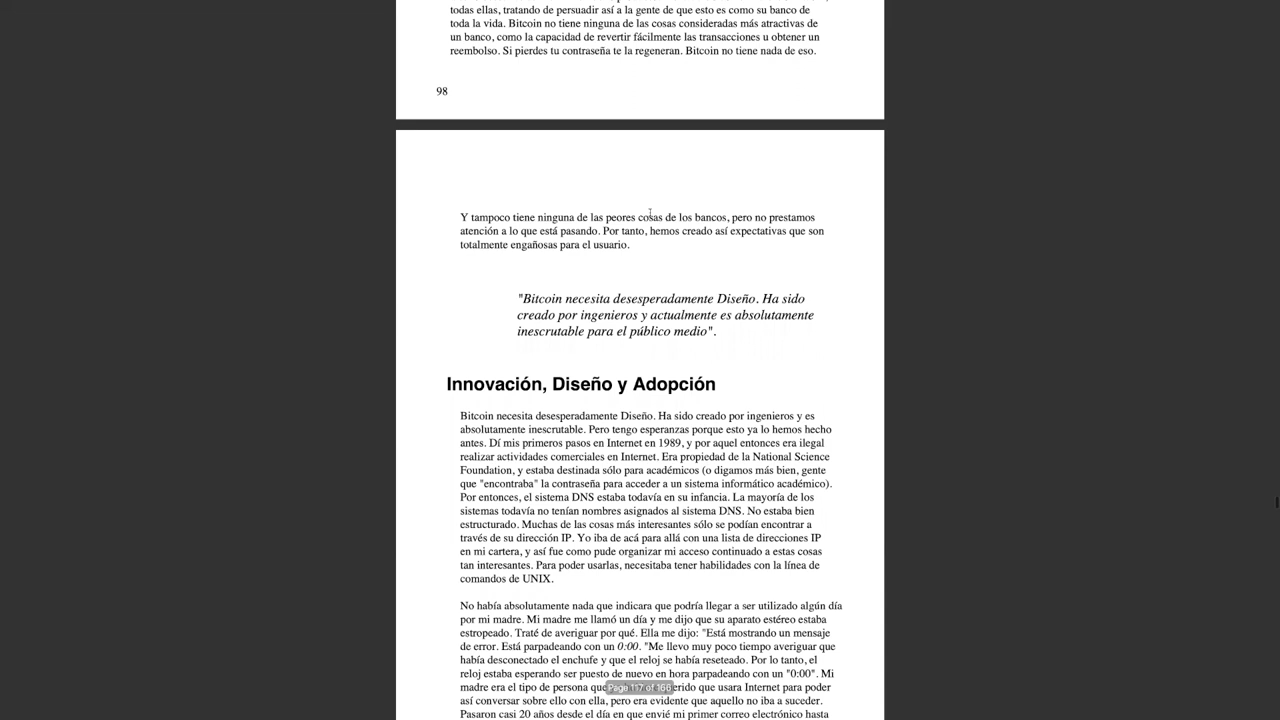 todas ellas, tratando de persuadir así a la gente de que esto es como su banco de
toda la vida. Bitcoin no tiene ninguna de las cosas consideradas más atractivas de
un banco, como la capacidad de revertir fácilmente las transacciones u obtener un
reembolso. Si pierdes tu contraseña te la regeneran. Bitcoin no tiene nada de eso.
98
Y tampoco tiene ninguna de las peores cosas de los bancos, pero no prestamos
atención a lo que está pasando. Por tanto, hemos creado así expectativas que son
totalmente engañosas para el usuario.
"Bitcoin necesita desesperadamente Diseño. Ha sido
creado por ingenieros y actualmente es absolutamente
inescrutable para el público medio".
Innovación, Diseño y Adopción
Bitcoin necesita desesperadamente Diseño. Ha sido creado por ingenieros y es
absolutamente inescrutable. Pero tengo esperanzas porque esto ya lo hemos hecho
antes. Dí mis primeros pasos en Internet en 1989, y por aquel entonces era ilegal
realizar actividades comerciales en Internet. Era propiedad de la National Science
Foundation, y estaba destinada sólo para académicos (o digamos más bien, gente
que "encontraba" la contraseña para acceder a un sistema informático académico).
Por entonces, el sistema DNS estaba todavía en su infancia. La mayoría de los
sistemas todavía no tenían nombres asignados al sistema DNS. No estaba bien
estructurado. Muchas de las cosas más interesantes sólo se podían encontrar a
través de su dirección IP. Yo iba de acá para allá con una lista de direcciones IP
en mi cartera, y así fue como pude organizar mi acceso continuado a estas cosas
tan interesantes. Para poder usarlas, necesitaba tener habilidades con la línea de
comandos de UNIX.
No había absolutamente nada que indicara que podría llegar a ser utilizado algún día
por mi madre. Mi madre me llamó un día y me dijo que su aparato estéreo estaba
estropeado. Traté de averiguar por qué. Ella me dijo: "Está mostrando un mensaje
de error. Está parpadeando con un 0:00. "Me llevo muy poco tiempo averiguar que
había desconectado el enchufe y que el reloj se había reseteado. Por lo tanto, el
reloj estaba esperando ser puesto de nuevo en hora parpadeando con un "0:00". Mi
madre era el tipo de persona que erido que usara Internet para poder
Page 117 of 166
así conversar sobre ello con ella, pero era evidente que aquello no iba a suceder.
Pasaron casi 20 años desde el día en que envié mi primer correo electrónico hasta